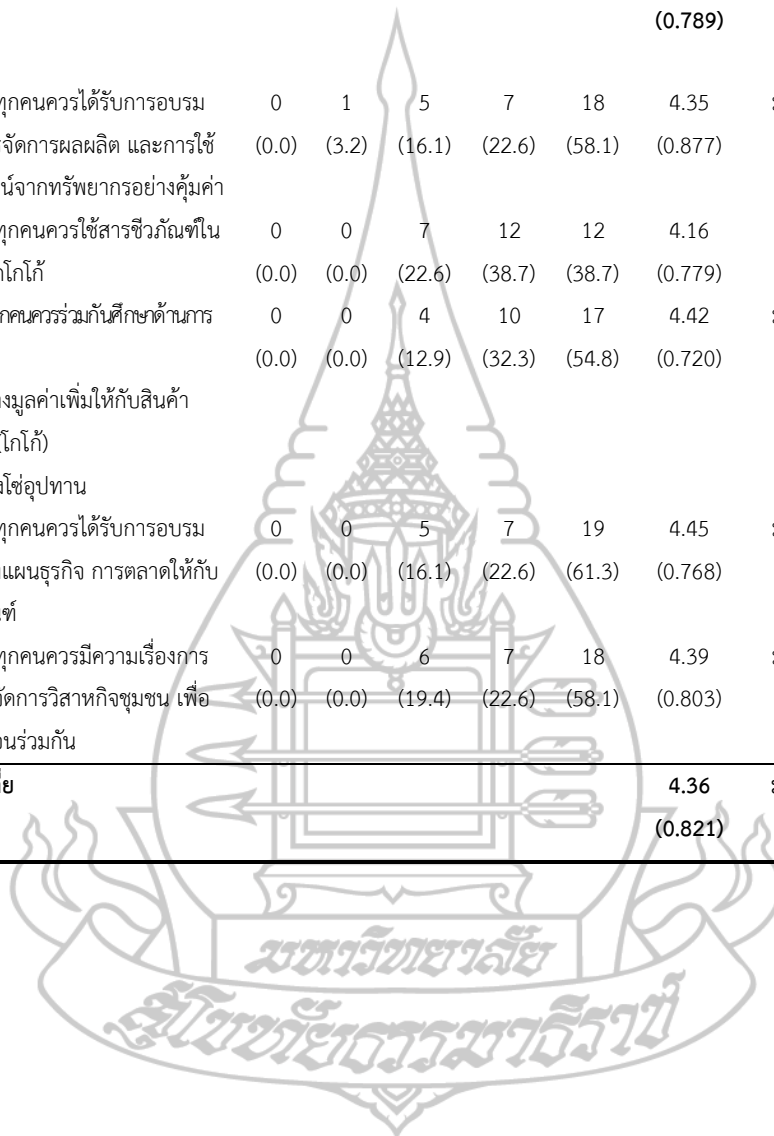 (0.789)
ทุกคนควรได้รับการอบรม 0 1 5 7 18 4.35
จัดการผลผลิต และการใช้ (0.0) (3.2) (16.1) (22.6) (58.1) (0.877)
น์จากทรัพยากรอย่างคุ้มค่า
ทุกคนควรใช้สารชีวภัณฑ์ใน 0 0 7 12 12 4.16
โกโก้ (0.0) (0.0) (22.6) (38.7) (38.7) (0.779)
กคนควรร่วมกันศึกษาด้านการ 0 0 4 10 17 4.42
(0.0) (0.0) (12.9) (32.3) (54.8) (0.720)
งมูลค่าเพิ่มให้กับสินค้า
โกโก้)
โซ่อุปทาน
ทุกคนควรได้รับการอบรม 0 0 5 7 19 4.45
แผนธุรกิจ การตลาดให้กับ (0.0) (0.0) (16.1) (22.6) (61.3) (0.768)
ฑ์
ทุกคนควรมีความเรื่องการ 0 0 6 7 18 4.39
จัดการวิสาหกิจชุมชน เพื่อ (0.0) (0.0) (19.4) (22.6) (58.1) (0.803)
นร่วมกัน
ย 4.36
(0.821)
มหาวิทยาลัย
สุโขทัยธรรมาธิราช